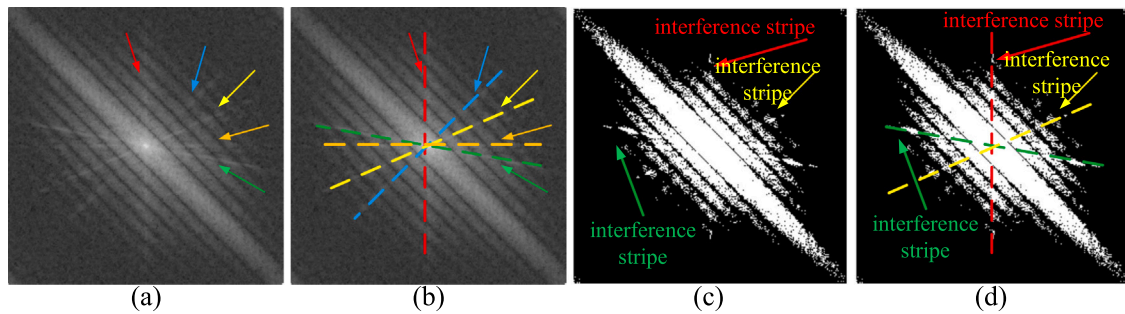 interference stripe
interference
stripe
interference
stripe
interference stripe
interference
stripe
interference
stripe
(a)
(b)
(c)
(d)